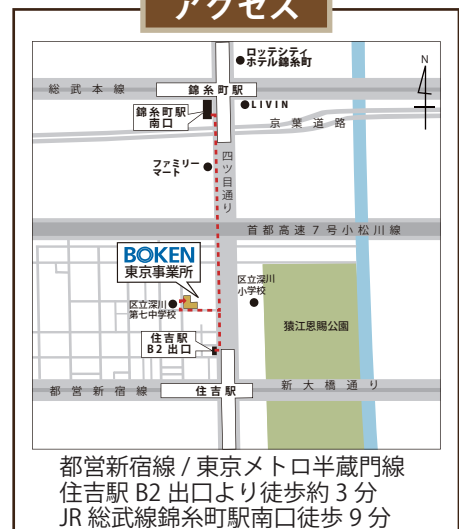 アクセス
ロッテシティ
ホテル錦糸町
N
総武本線
錦糸町駅
LIVIN
錦糸町駅
南口
京葉道路
ファミリー
マート
四ツ目通り
首都高速7号小松川線
BOKEN
東京事業所
区立深川
第七中学校
区立深川
小学校
猿江恩賜公園
住吉駅
B2 出口
都営新宿線
住吉駅
新大橋通り
都営新宿線 / 東京メトロ半蔵門線
住吉駅 B2 出口より徒歩約 3 分
JR 総武線錦糸町駅南口徒歩 9 分